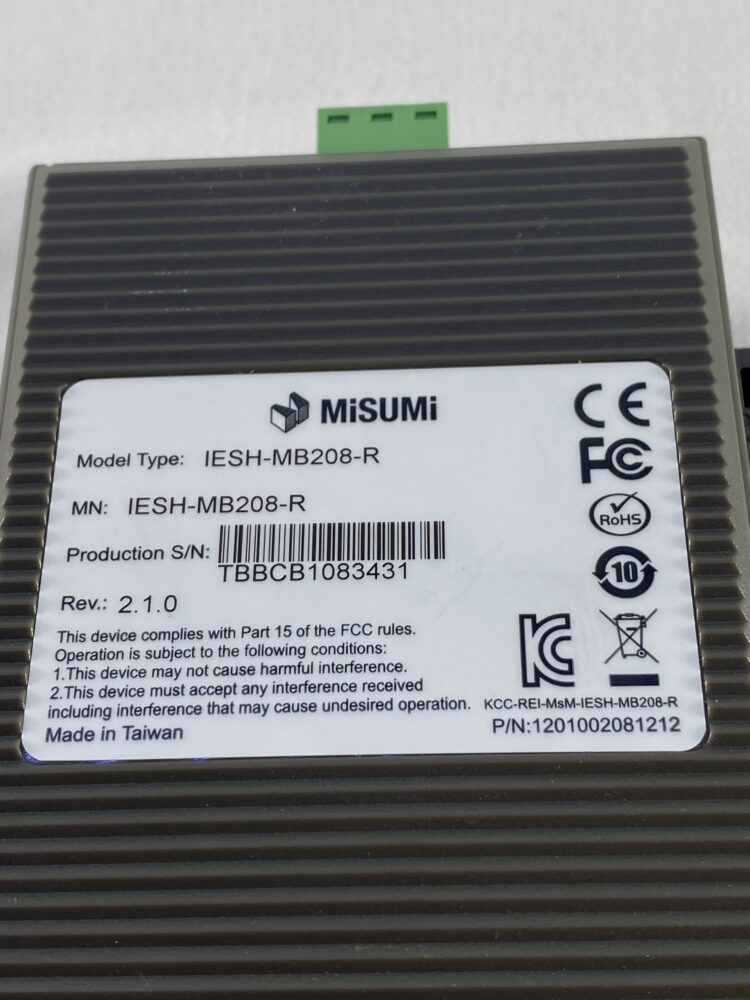 MiSUMi
Model Type: IESH-MB208-R
MN: IESH-MB208-R
Production S/N:
TBBCB1083431
Rev.: 2.1.0
This device complies with Part 15 of the FCC rules.
Operation is subject to the following conditions:
1.This device may not cause harmful interference.
2.This device must accept any interference received
including interference that may cause undesired operation.
Made in Taiwan
CE
FC
RoHS
10
KC
KCC-REI-MsM-IESH-MB208-R
P/N:1201002081212